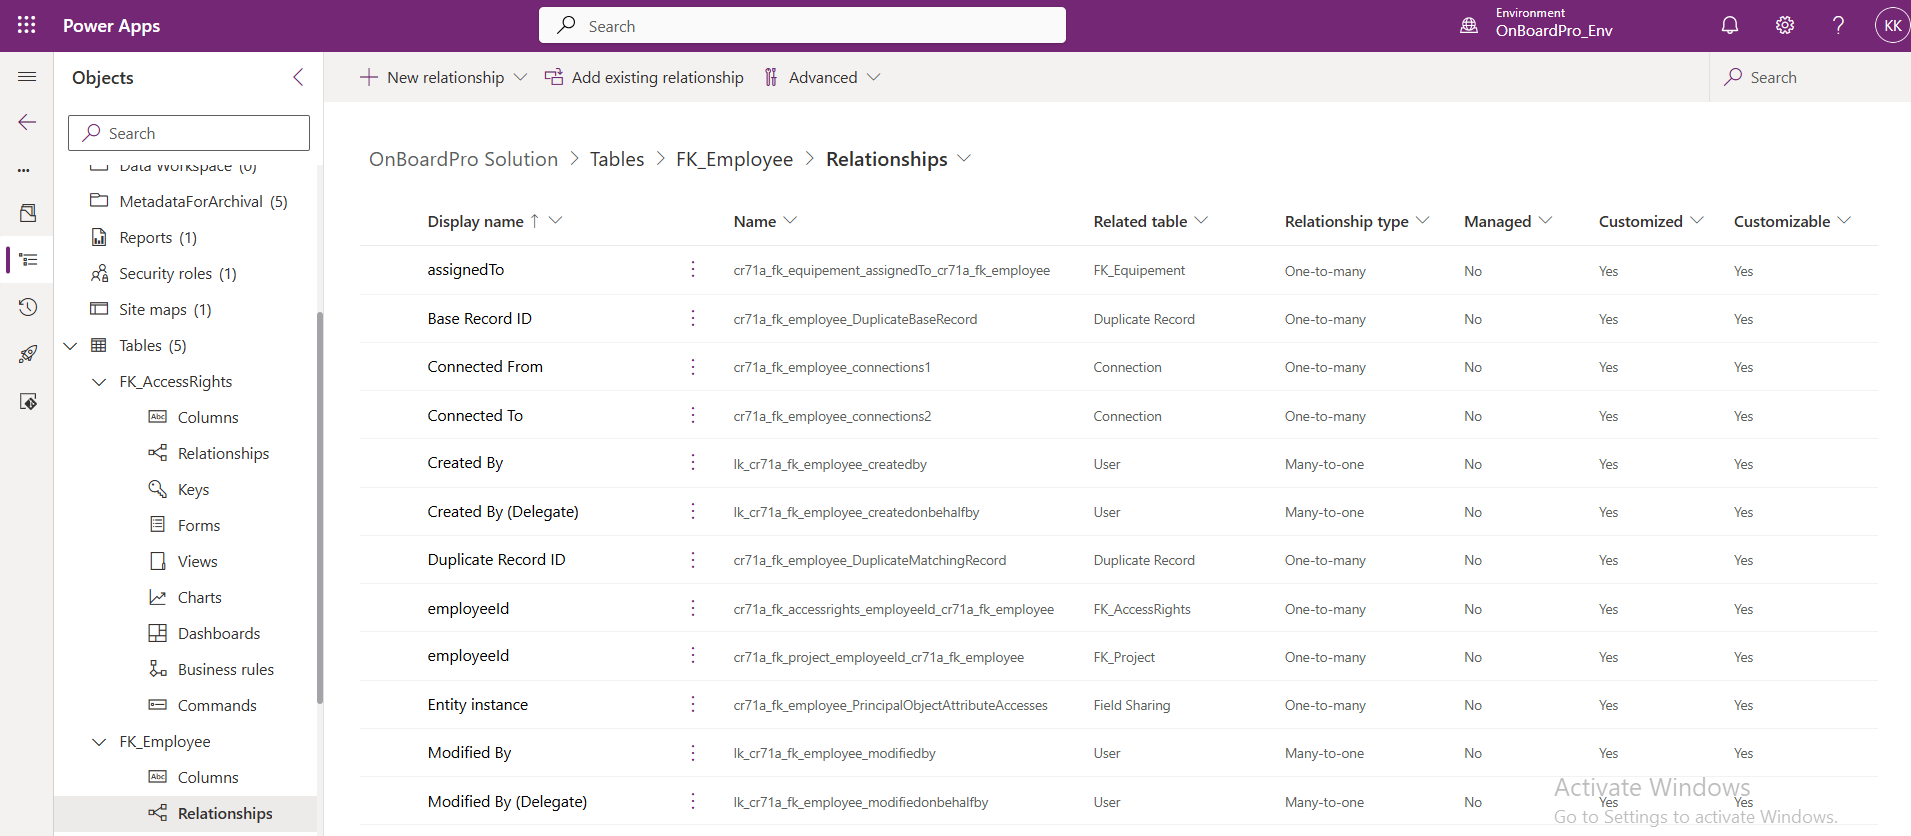 Power Apps
Search
Environment
OnBoardPro_Env
KK
Objects
New relationship
Add existing relationship
Advanced
Search
Search
OnBoardPro Solution > Tables > FK_Employee > Relationships
Data Workspace (0)
MetadataForArchival (5)
Reports (1)
Security roles (1)
Site maps (1)
Tables (5)
FK_AccessRights
Abc Columns
Relationships
Keys
Forms
Views
Charts
Dashboards
Business rules
Commands
FK_Employee
Abc Columns
Relationships
Display name ↑ Name Related table Relationship type Managed Customized Customizable
assignedTo cr71a_fk_equipement_assignedTo_cr71a_fk_employee FK_Equipement One-to-many No Yes Yes
Base Record ID cr71a_fk_employee_DuplicateBaseRecord Duplicate Record One-to-many No Yes Yes
Connected From cr71a_fk_employee_connections1 Connection One-to-many No Yes Yes
Connected To cr71a_fk_employee_connections2 Connection One-to-many No Yes Yes
Created By lk_cr71a_fk_employee_createdby User Many-to-one No Yes Yes
Created By (Delegate) lk_cr71a_fk_employee_createdonbehalfby User Many-to-one No Yes Yes
Duplicate Record ID cr71a_fk_employee_DuplicateMatchingRecord Duplicate Record One-to-many No Yes Yes
employeeId cr71a_fk_accessrights_employeeId_cr71a_fk_employee FK_AccessRights One-to-many No Yes Yes
employeeId cr71a_fk_project_employeeId_cr71a_fk_employee FK_Project One-to-many No Yes Yes
Entity instance cr71a_fk_employee_PrincipalObjectAttributeAccesses Field Sharing One-to-many No Yes Yes
Modified By lk_cr71a_fk_employee_modifiedby User Many-to-one No Yes Yes
Modified By (Delegate) lk_cr71a_fk_employee_modifiedonbehalfby User Many-to-one No Yes Yes
Activate Windows
Go to Settings to activate Windows.